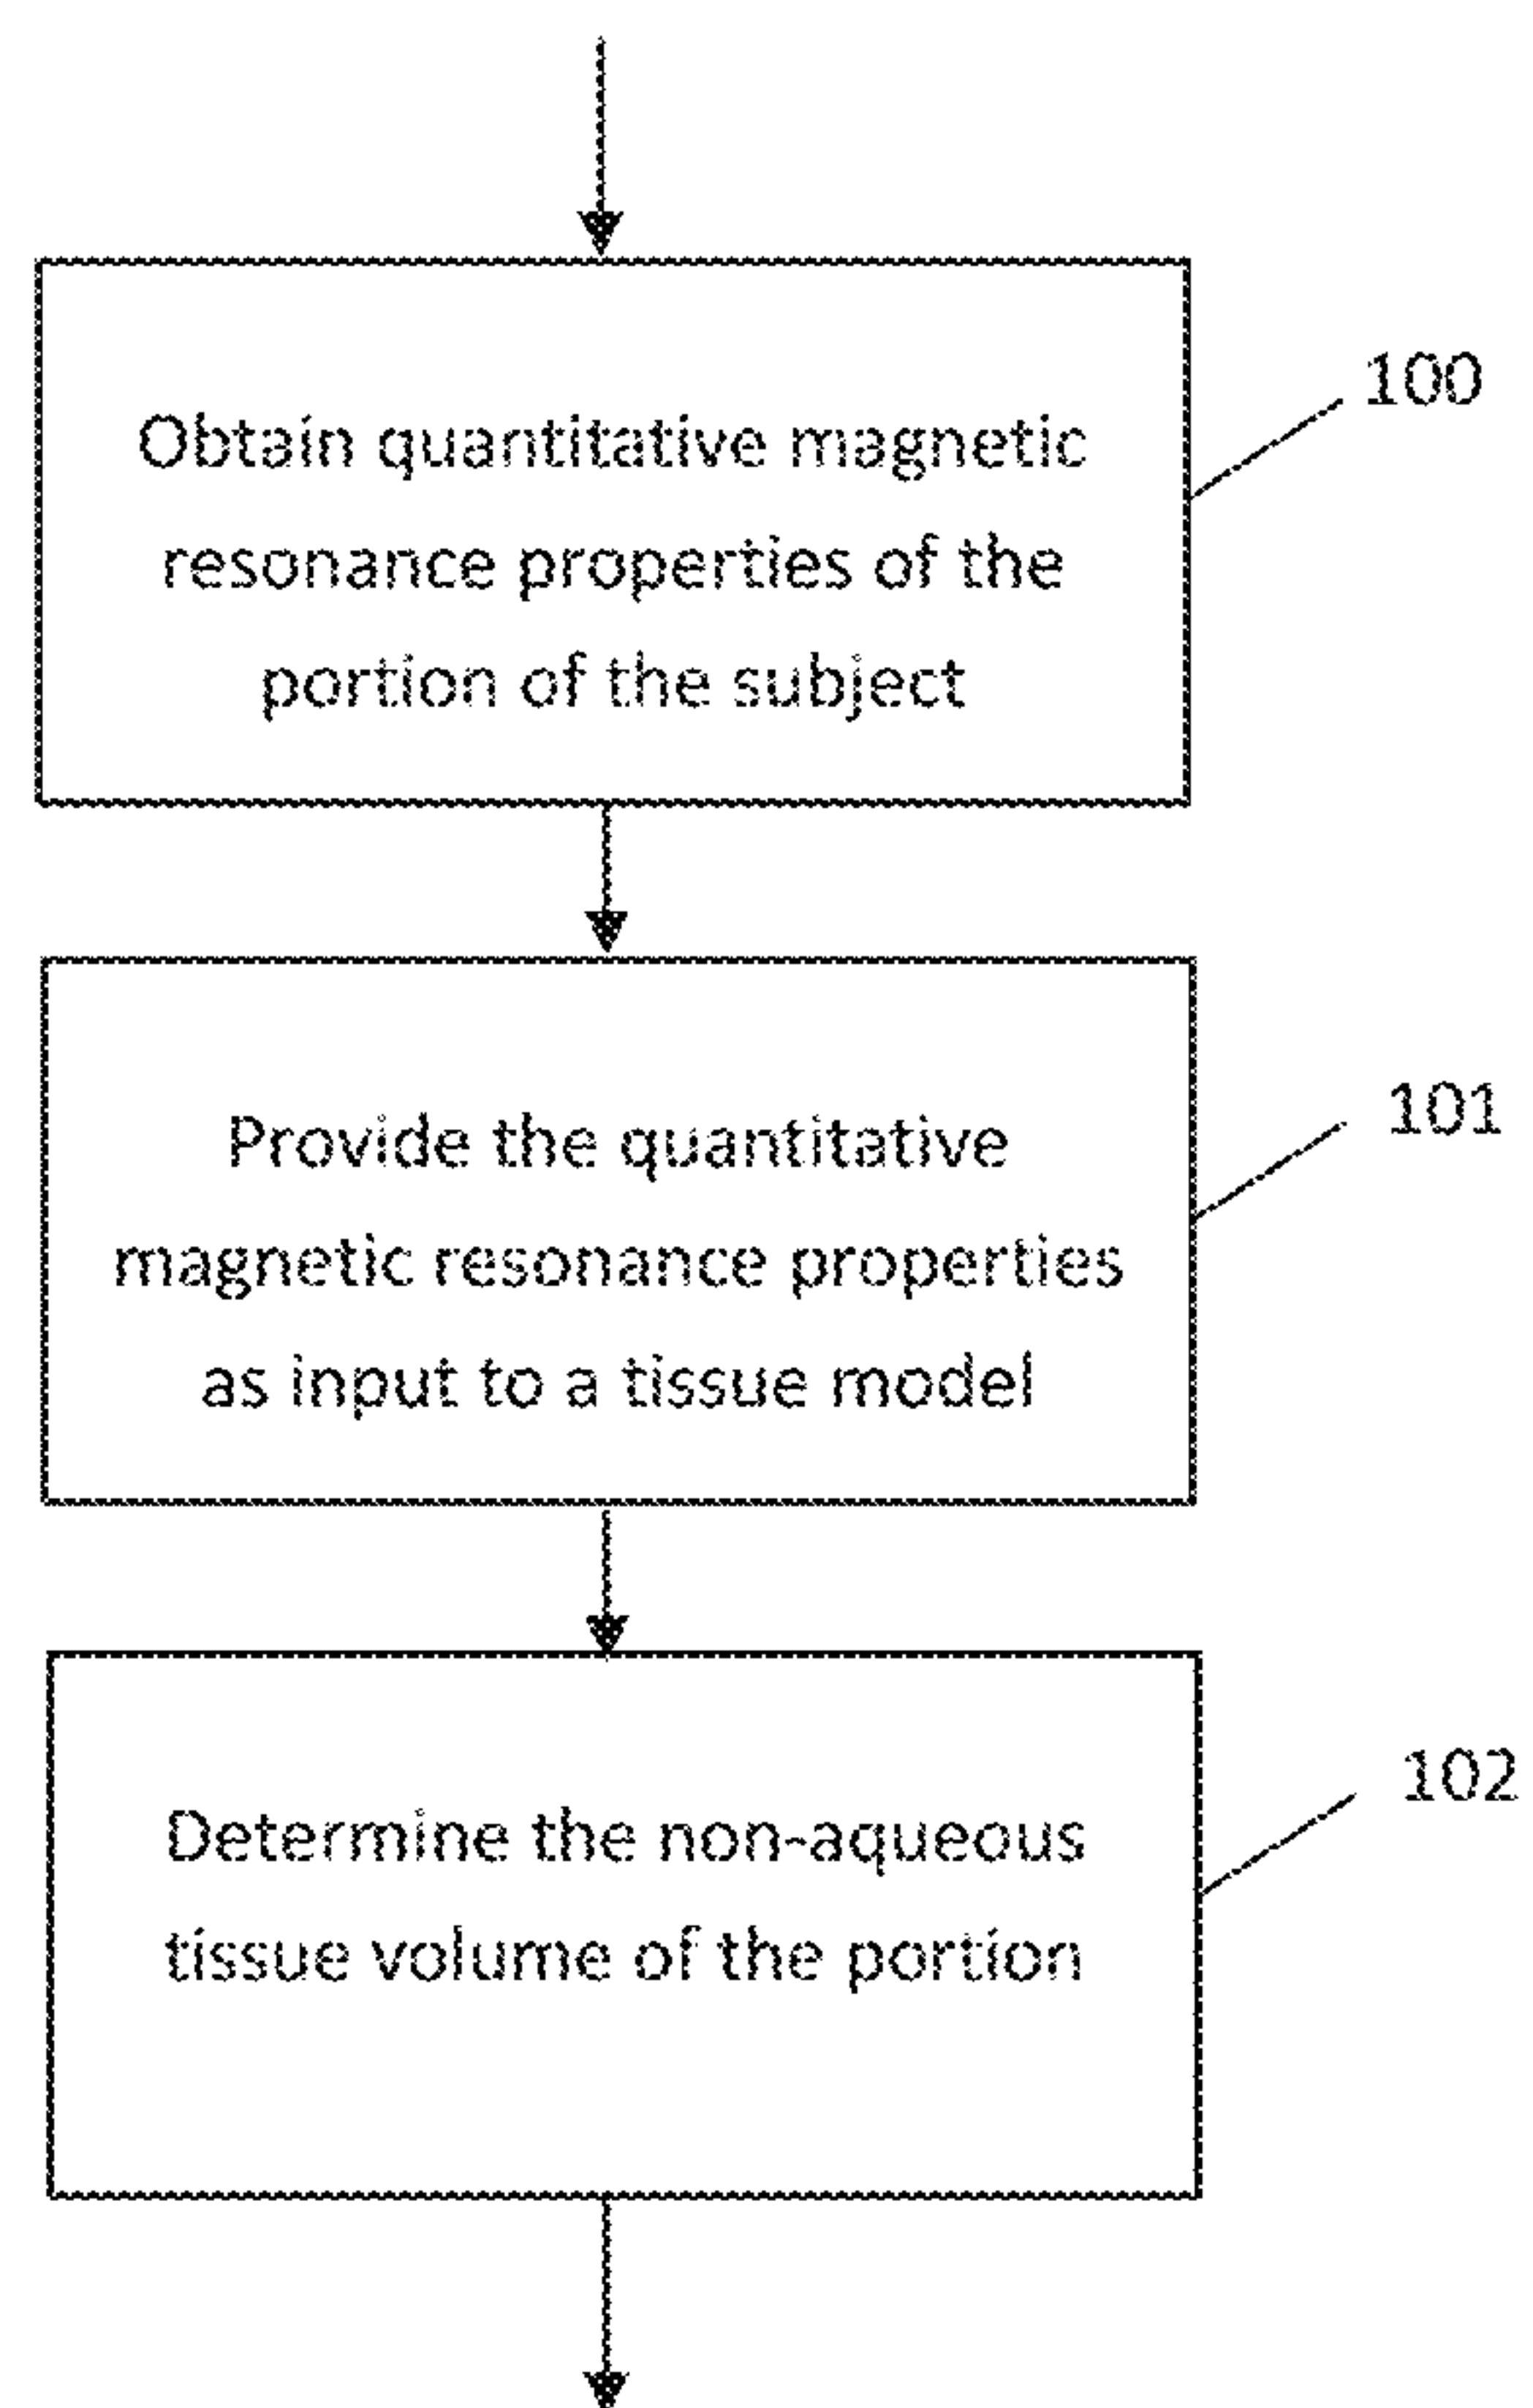 Obtain quantitative magnetic
resonance properties of the
portion of the subject
100
Provide the quantitative
magnetic resonance properties
as input to a tissue model
101
Determine the non-aqueous
tissue volume of the portion
102